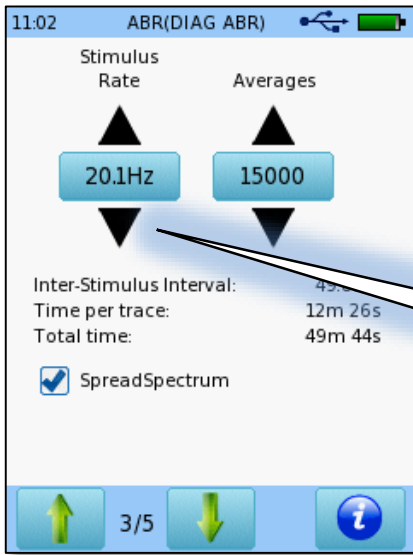 11:02 ABR(DIAG ABR)
Stimulus
Rate Averages
20.1Hz 15000
Inter-Stimulus Interval:
Time per trace: 12m 26s
Total time: 49m 44s
SpreadSpectrum
3/5 i